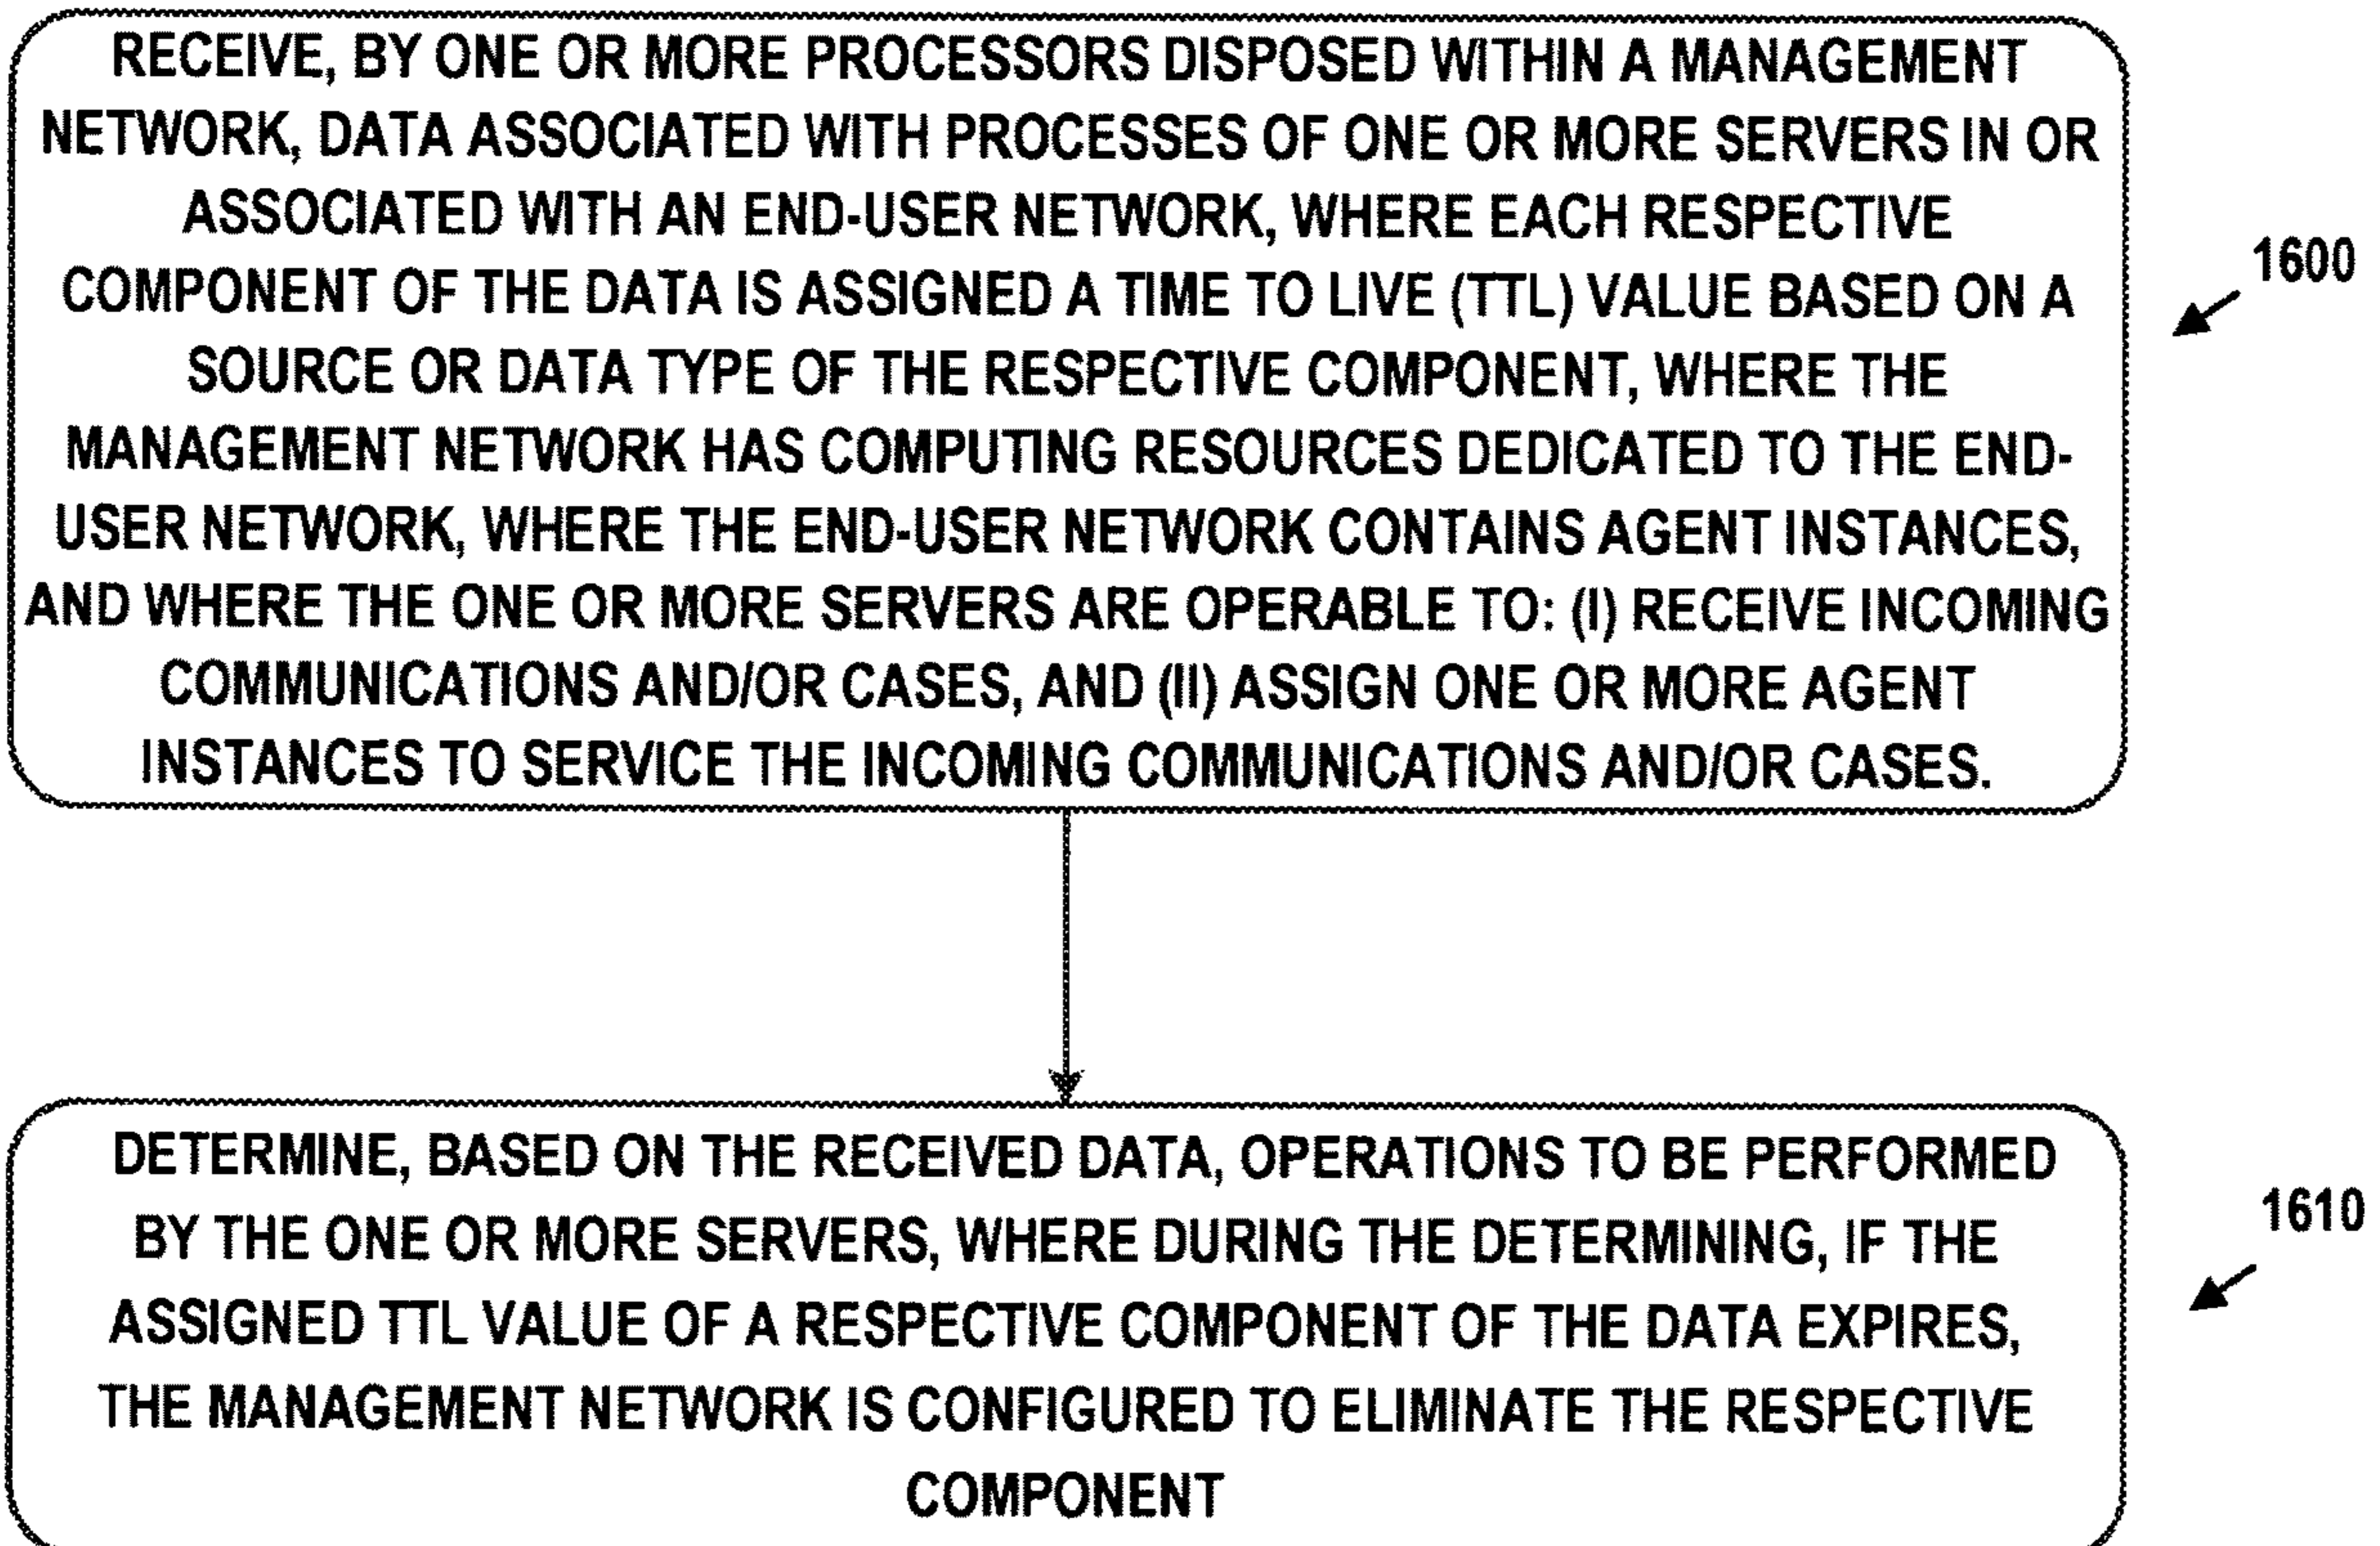 RECEIVE, BY ONE OR MORE PROCESSORS DISPOSED WITHIN A MANAGEMENT
NETWORK, DATA ASSOCIATED WITH PROCESSES OF ONE OR MORE SERVERS IN OR
ASSOCIATED WITH AN END-USER NETWORK, WHERE EACH RESPECTIVE
COMPONENT OF THE DATA IS ASSIGNED A TIME TO LIVE (TTL) VALUE BASED ON A
SOURCE OR DATA TYPE OF THE RESPECTIVE COMPONENT, WHERE THE
MANAGEMENT NETWORK HAS COMPUTING RESOURCES DEDICATED TO THE END-
USER NETWORK, WHERE THE END-USER NETWORK CONTAINS AGENT INSTANCES,
AND WHERE THE ONE OR MORE SERVERS ARE OPERABLE TO: (I) RECEIVE INCOMING
COMMUNICATIONS AND/OR CASES, AND (II) ASSIGN ONE OR MORE AGENT
INSTANCES TO SERVICE THE INCOMING COMMUNICATIONS AND/OR CASES.
1600
DETERMINE, BASED ON THE RECEIVED DATA, OPERATIONS TO BE PERFORMED
BY THE ONE OR MORE SERVERS, WHERE DURING THE DETERMINING, IF THE
ASSIGNED TTL VALUE OF A RESPECTIVE COMPONENT OF THE DATA EXPIRES,
THE MANAGEMENT NETWORK IS CONFIGURED TO ELIMINATE THE RESPECTIVE
COMPONENT
1610